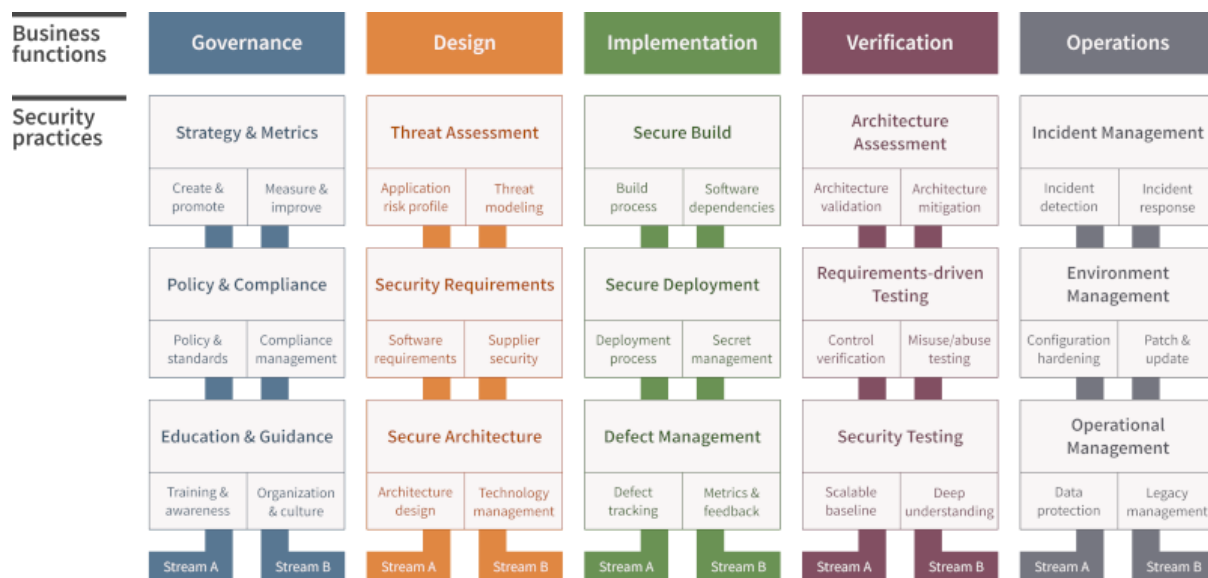 Business
functions
Governance
Design
Implementation
Verification
Operations
Security
practices
Strategy & Metrics
Threat Assessment
Secure Build
Architecture
Assessment
Incident Management
Create &
promote
Measure &
improve
Application
risk profile
Threat
modeling
Build
process
Software
dependencies
Architecture
validation
Architecture
mitigation
Incident
detection
Incident
response
Policy & Compliance
Security Requirements
Secure Deployment
Requirements-driven
Testing
Environment
Management
Policy &
standards
Compliance
management
Software
requirements
Supplier
security
Deployment
process
Secret
management
Control
verification
Misuse/abuse
testing
Configuration
hardening
Patch &
update
Education & Guidance
Secure Architecture
Defect Management
Security Testing
Operational
Management
Training &
awareness
Organization
& culture
Architecture
design
Technology
management
Defect
tracking
Metrics &
feedback
Scalable
baseline
Deep
understanding
Data
protection
Legacy
management
Stream A
Stream B
Stream A
Stream B
Stream A
Stream B
Stream A
Stream B
Stream A
Stream B